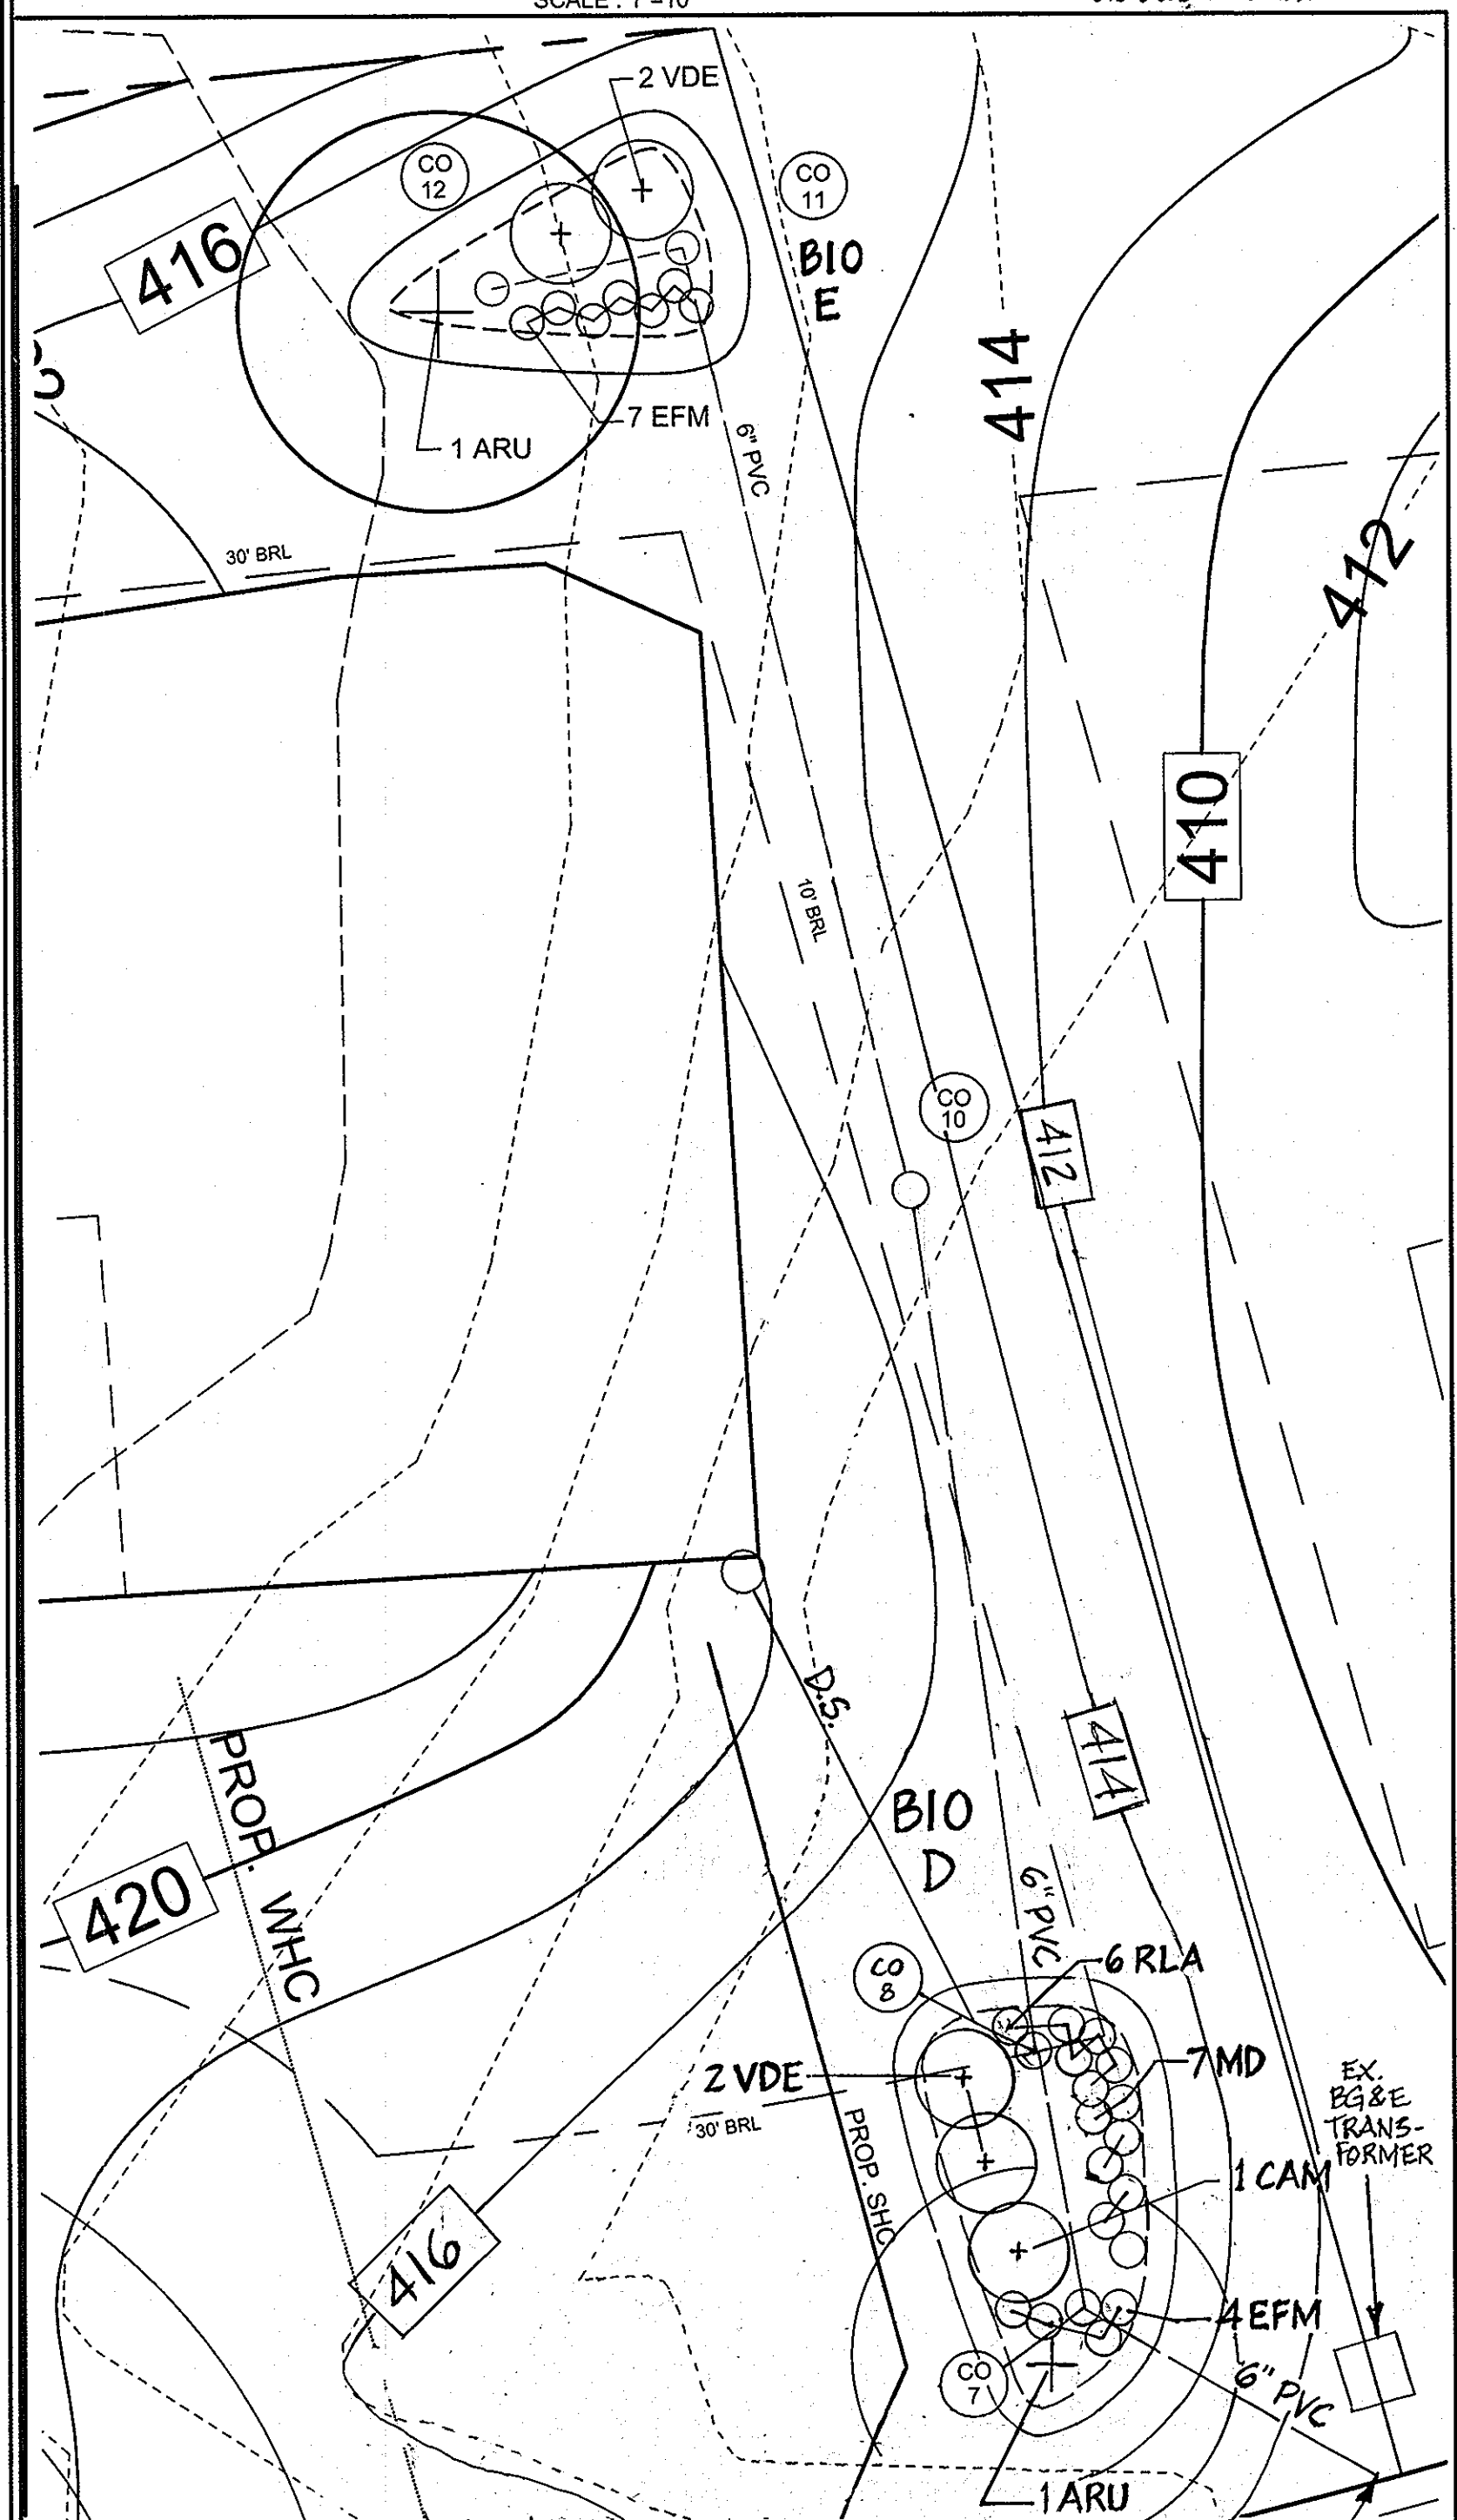 SCALE : 1"=10'
2 VDE
CO
12
CO
11
BIO
E
416
414
7 EFM
1 ARU
6" PVC
30' BRL
412
410
10' BRL
CO
10
412
D.S.
414
PROP. WHC
BIO
D
420
6" PVC
CO
8
6 RLA
2 VDE
7 MD
30' BRL
EX.
BG&E
TRANS-
FORMER
PROP. SHC
1 CAM
416
4 EFM
CO
7
6" PVC
1 ARU